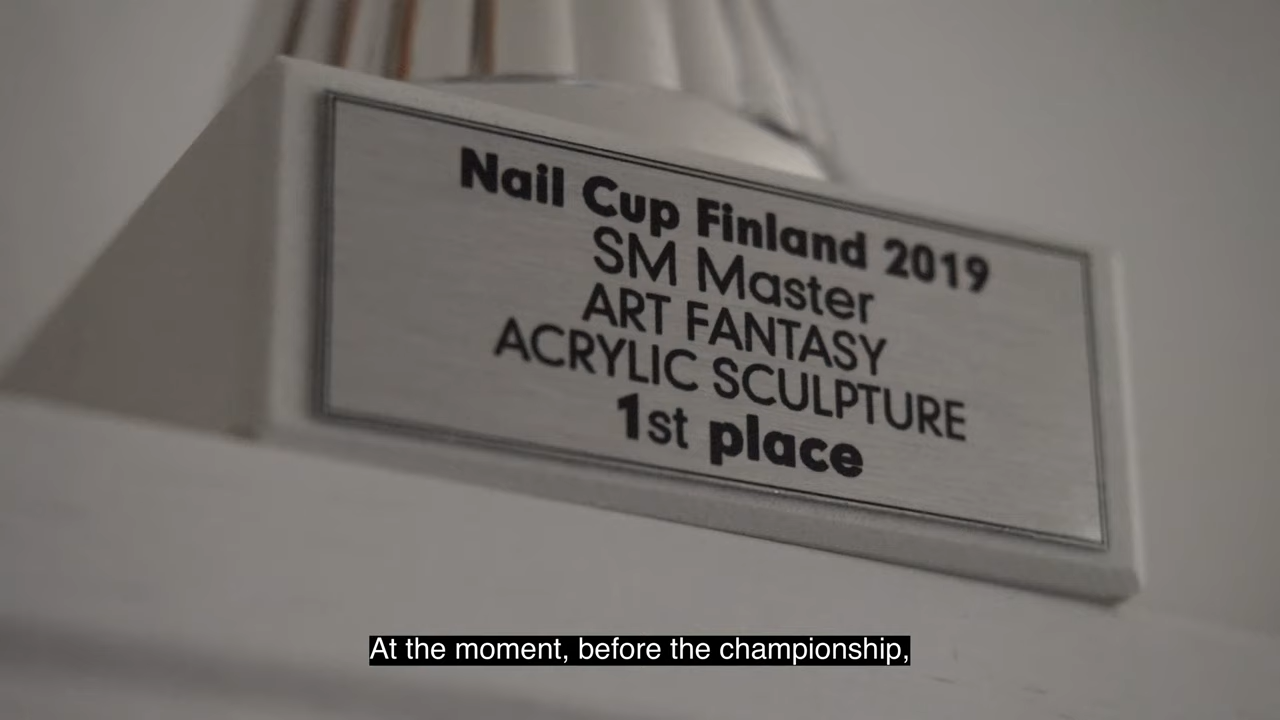 Nail Cup Finland 2019
SM Master
ART FANTASY
ACRYLIC SCULPTURE
1st place
At the moment, before the championship,